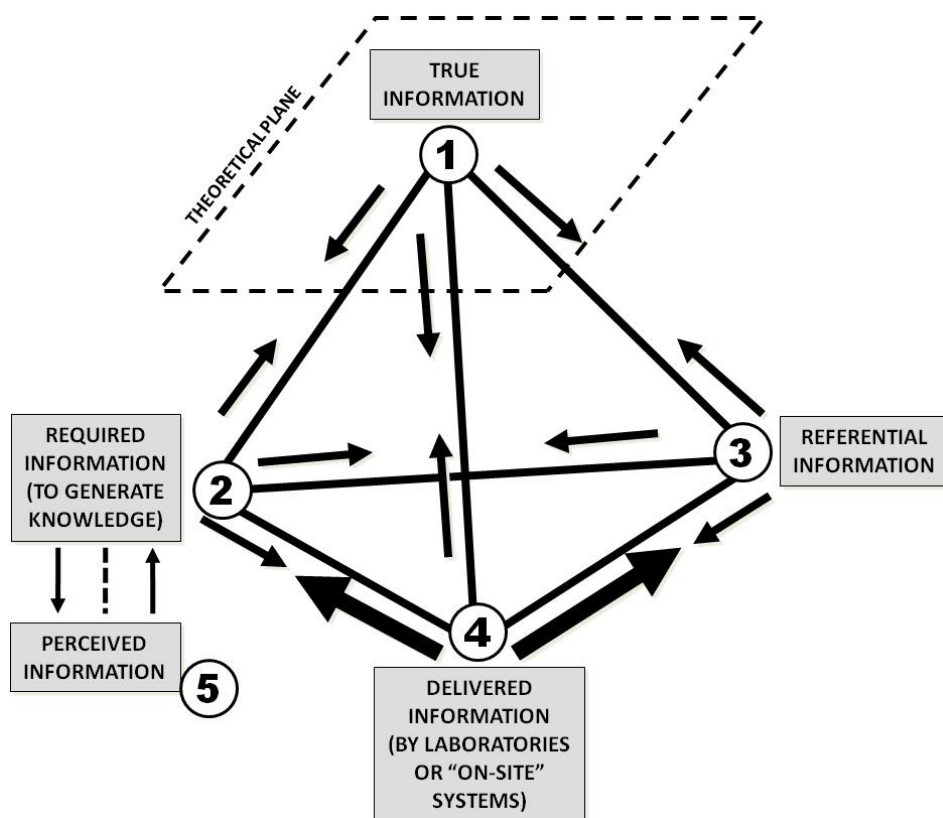 TRUE
INFORMATION
THEORETICAL PLANE
1
REQUIRED
INFORMATION
(TO GENERATE
KNOWLEDGE)
2
3
REFERENTIAL
INFORMATION
PERCEIVED
INFORMATION
5
4
DELIVERED
INFORMATION
(BY LABORATORIES
OR “ON-SITE”
SYSTEMS)